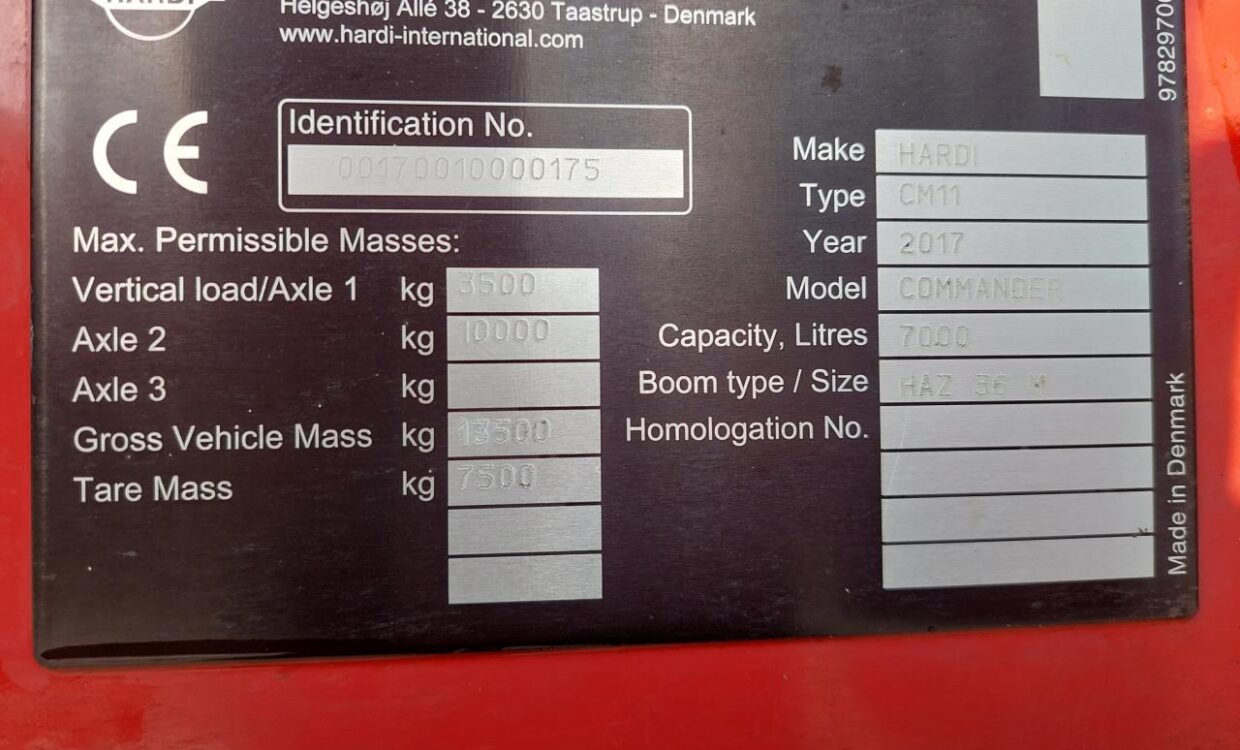 HARDI
Helgeshøj Allé 38 - 2630 Taastrup - Denmark
www.hardi-international.com
CE
Identification No.
00170010000175
Max. Permissible Masses:
Vertical load/Axle 1 kg 3500
Axle 2 kg 10000
Axle 3 kg
Gross Vehicle Mass kg 13500
Tare Mass kg 7500
Make HARDI
Type CM11
Year 2017
Model COMMANDER
Capacity, Litres 7000
Boom type / Size HAZ 36 M
Homologation No.
Made in Denmark